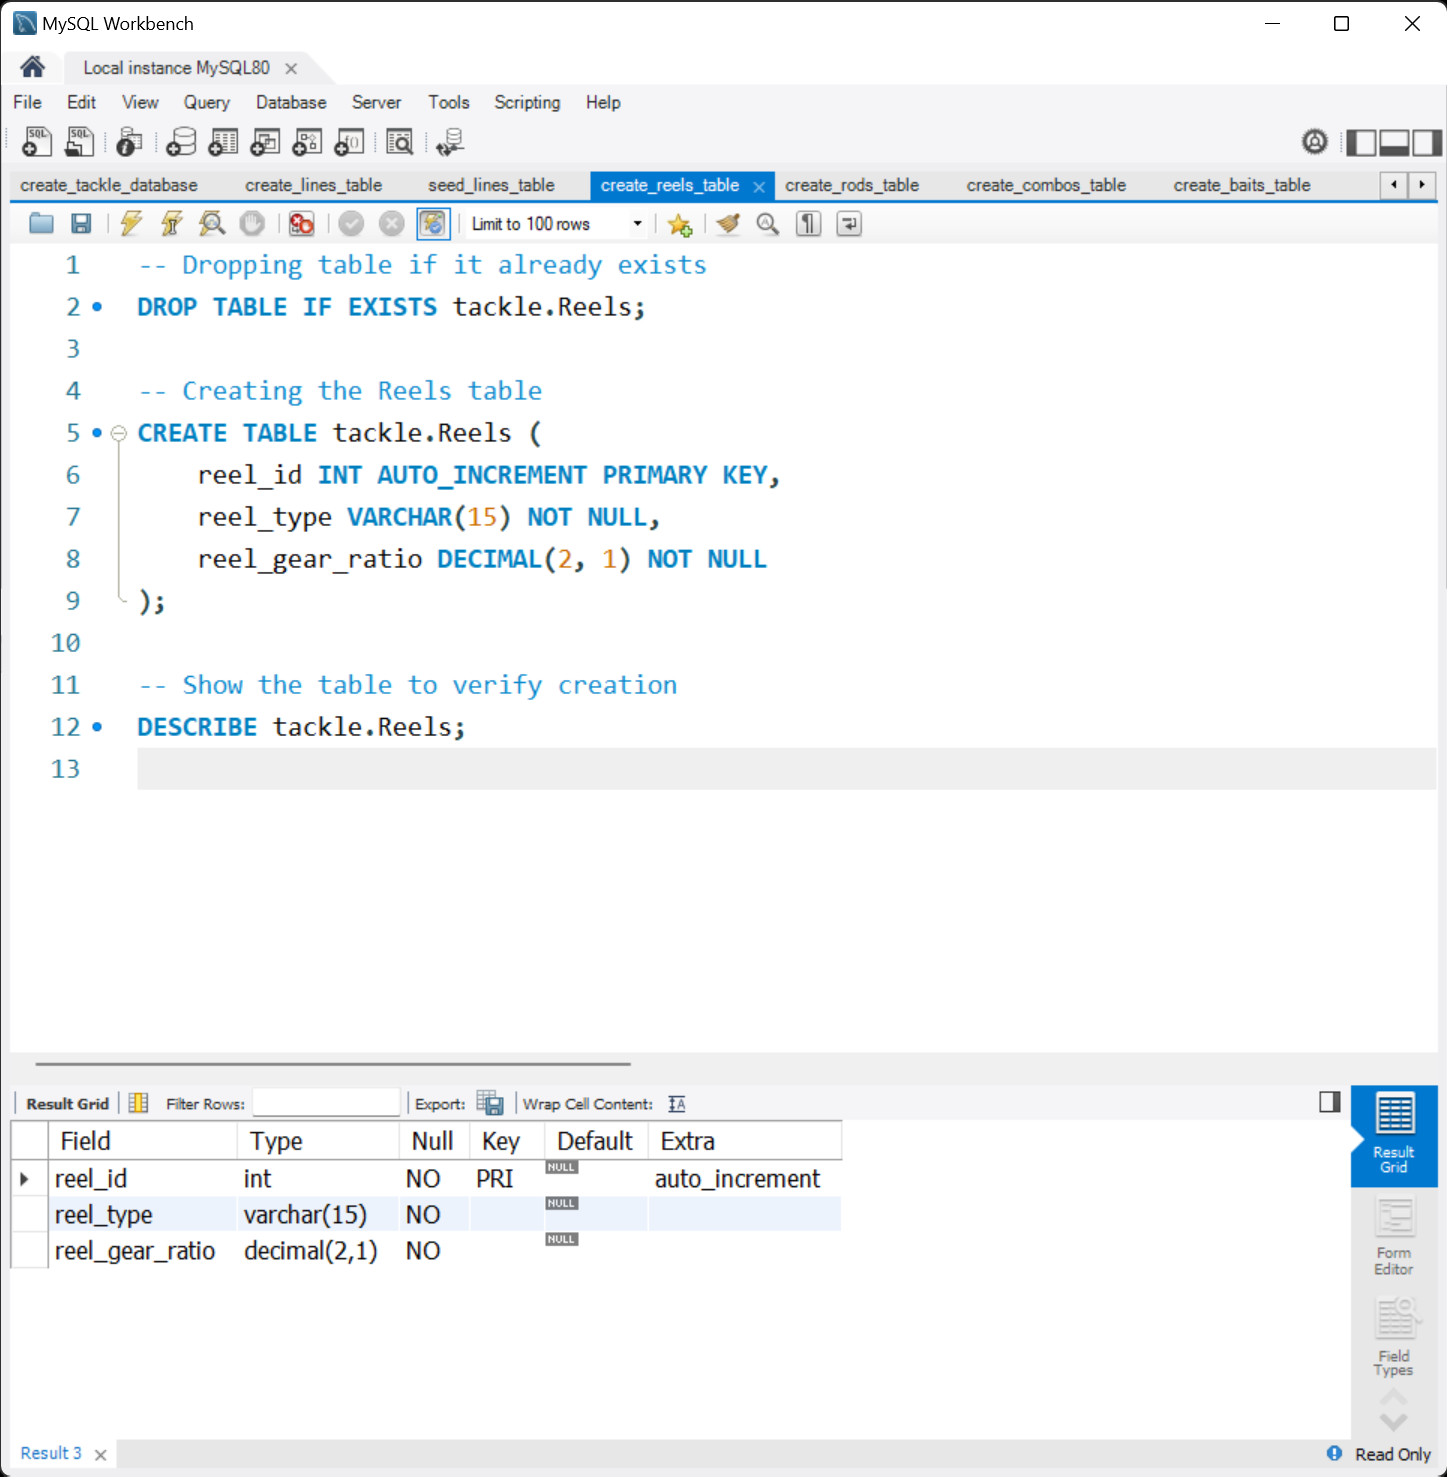 MySQL Workbench
Local instance MySQL80
File Edit View Query Database Server Tools Scripting Help
SQL SQL
create_tackle_database create_lines_table seed_lines_table create_reels_table create_rods_table create_combos_table create_baits_table
Limit to 100 rows
1 -- Dropping table if it already exists
2 DROP TABLE IF EXISTS tackle.Reels;
3
4 -- Creating the Reels table
5 CREATE TABLE tackle.Reels (
6 reel_id INT AUTO_INCREMENT PRIMARY KEY,
7 reel_type VARCHAR(15) NOT NULL,
8 reel_gear_ratio DECIMAL(2, 1) NOT NULL
9 );
10
11 -- Show the table to verify creation
12 DESCRIBE tackle.Reels;
13
Result Grid Filter Rows: Export: Wrap Cell Content:
Field Type Null Key Default Extra
reel_id int NO PRI NULL auto_increment
reel_type varchar(15) NO NULL
reel_gear_ratio decimal(2,1) NO NULL
Result
Grid
Form
Editor
Field
Types
Result 3
Read Only